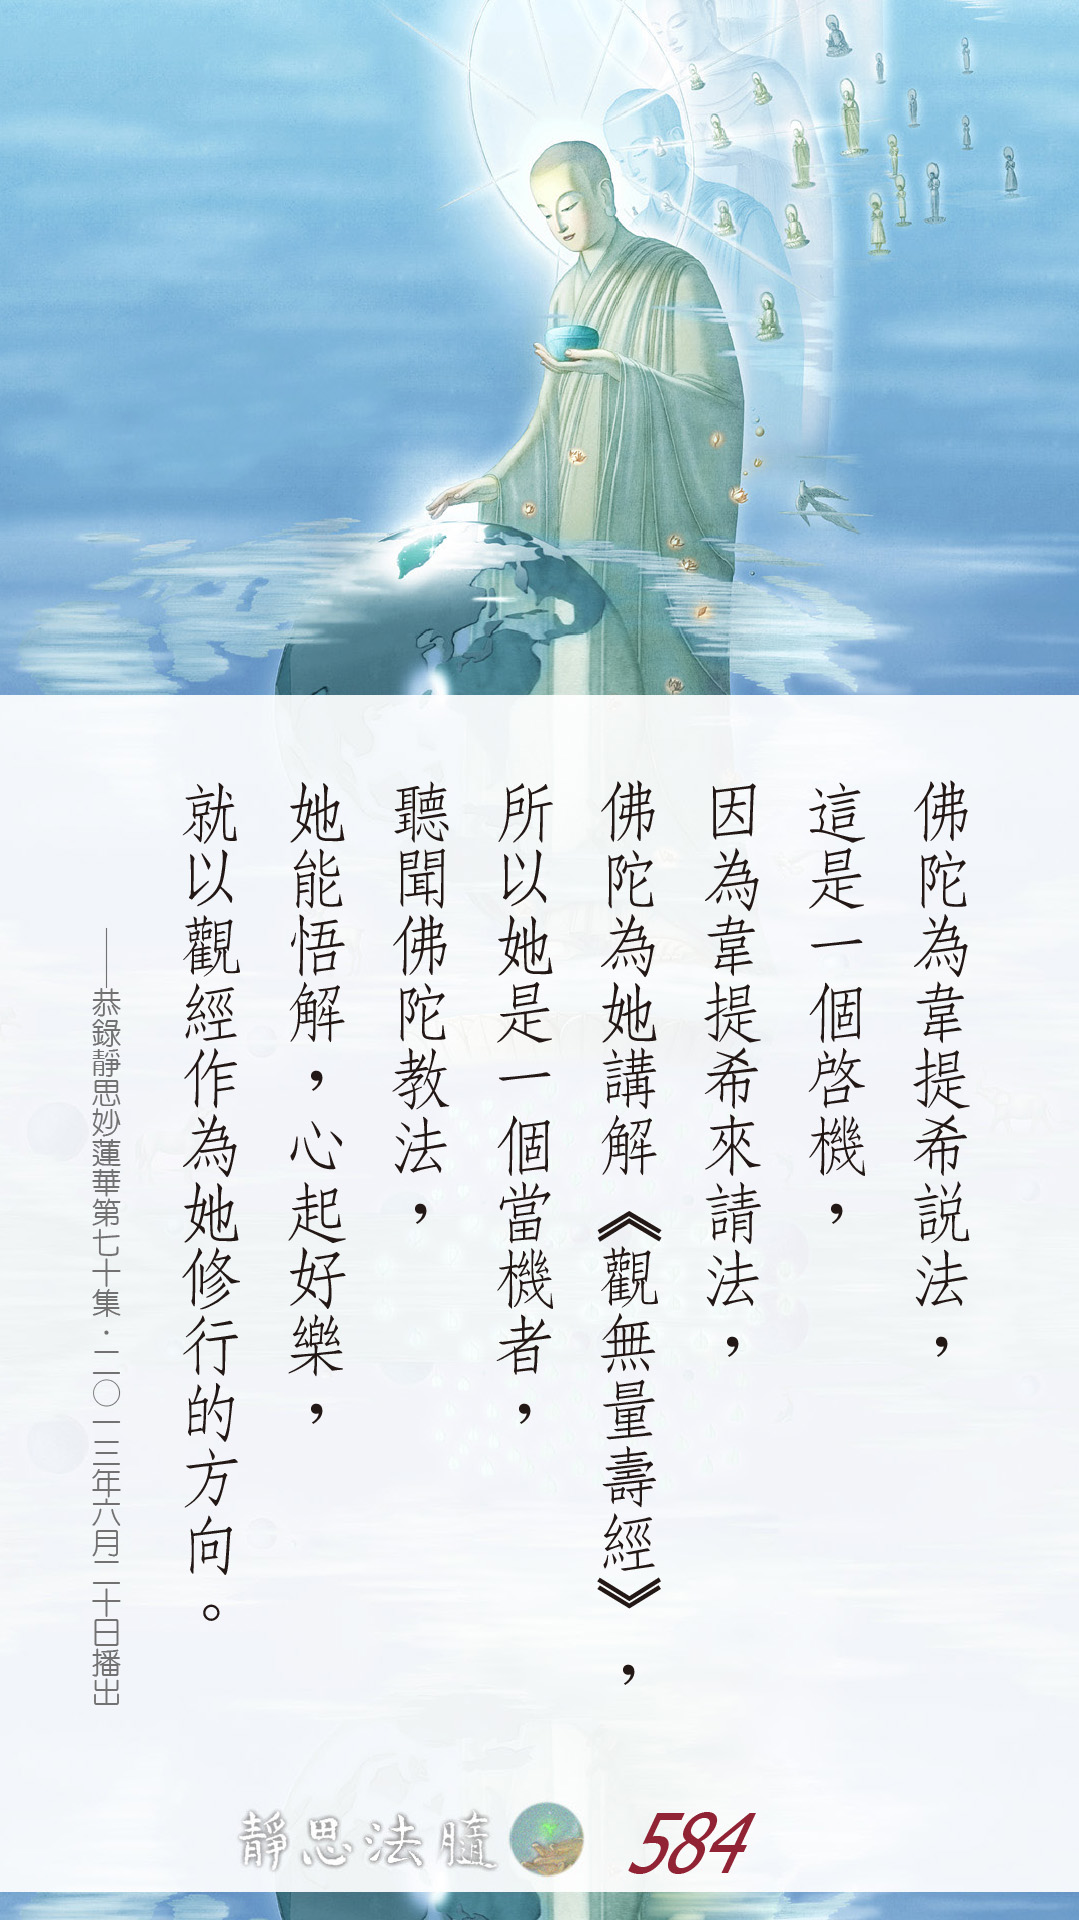 佛陀為韋提希説法，
這是一個啓機，
因為韋提希來請法，
佛陀為她講解《觀無量壽經》，
所以她是一個當機者，
聽聞佛陀教法，
她能悟解，心起好樂，
就以觀經作為她修行的方向。
——恭錄靜思妙蓮華第七十集·二〇一三年六月二十日播出
靜思法髓 584